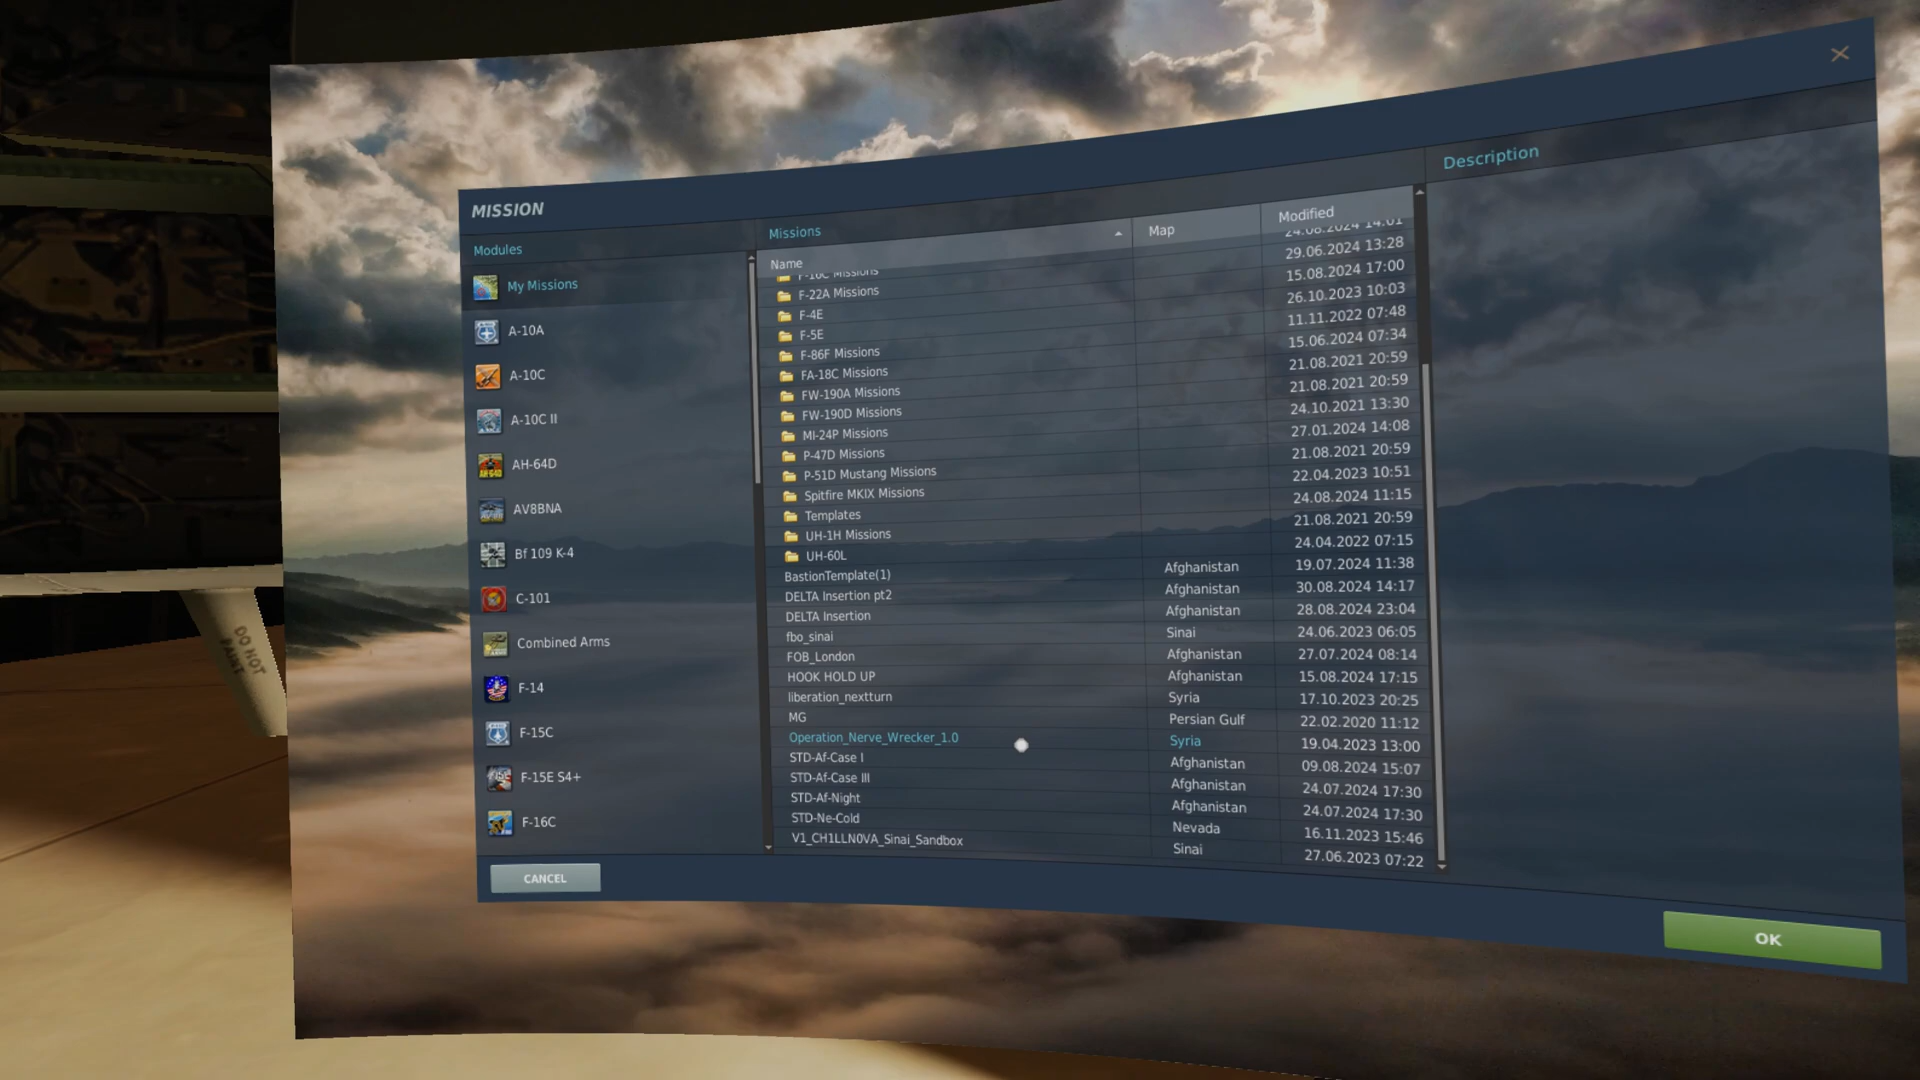 MISSION
Modules
My Missions
A-10A
A-10C
A-10C II
AH-64D
AV8BNA
Bf 109 K-4
C-101
Combined Arms
F-14
F-15C
F-15E S4+
F-16C
Missions
Name
Map
Modified
F-16C Missions 24.08.2024 14:01
F-22A Missions 29.06.2024 13:28
F-4E 15.08.2024 17:00
F-5E 26.10.2023 10:03
F-86F Missions 11.11.2022 07:48
FA-18C Missions 15.06.2024 07:34
FW-190A Missions 21.08.2021 20:59
FW-190D Missions 21.08.2021 20:59
MI-24P Missions 24.10.2021 13:30
P-47D Missions 27.01.2024 14:08
P-51D Mustang Missions 21.08.2021 20:59
Spitfire MKIX Missions 22.04.2023 10:51
Templates 24.08.2024 11:15
UH-1H Missions 21.08.2021 20:59
UH-60L 24.04.2022 07:15
BastionTemplate(1) Afghanistan 19.07.2024 11:38
DELTA Insertion pt2 Afghanistan 30.08.2024 14:17
DELTA Insertion Afghanistan 28.08.2024 23:04
fbo_sinai Sinai 24.06.2023 06:05
FOB_London Afghanistan 27.07.2024 08:14
HOOK HOLD UP Afghanistan 15.08.2024 17:15
liberation_nextturn Syria 17.10.2023 20:25
MG Persian Gulf 22.02.2020 11:12
Operation_Nerve_Wrecker_1.0 Syria 19.04.2023 13:00
STD-Af-Case I Afghanistan 09.08.2024 15:07
STD-Af-Case III Afghanistan 24.07.2024 17:30
STD-Af-Night Afghanistan 24.07.2024 17:30
STD-Ne-Cold Nevada 16.11.2023 15:46
V1_CH1LLN0VA_Sinai_Sandbox Sinai 27.06.2023 07:22
Description
CANCEL
OK
DO NOT
PAINT